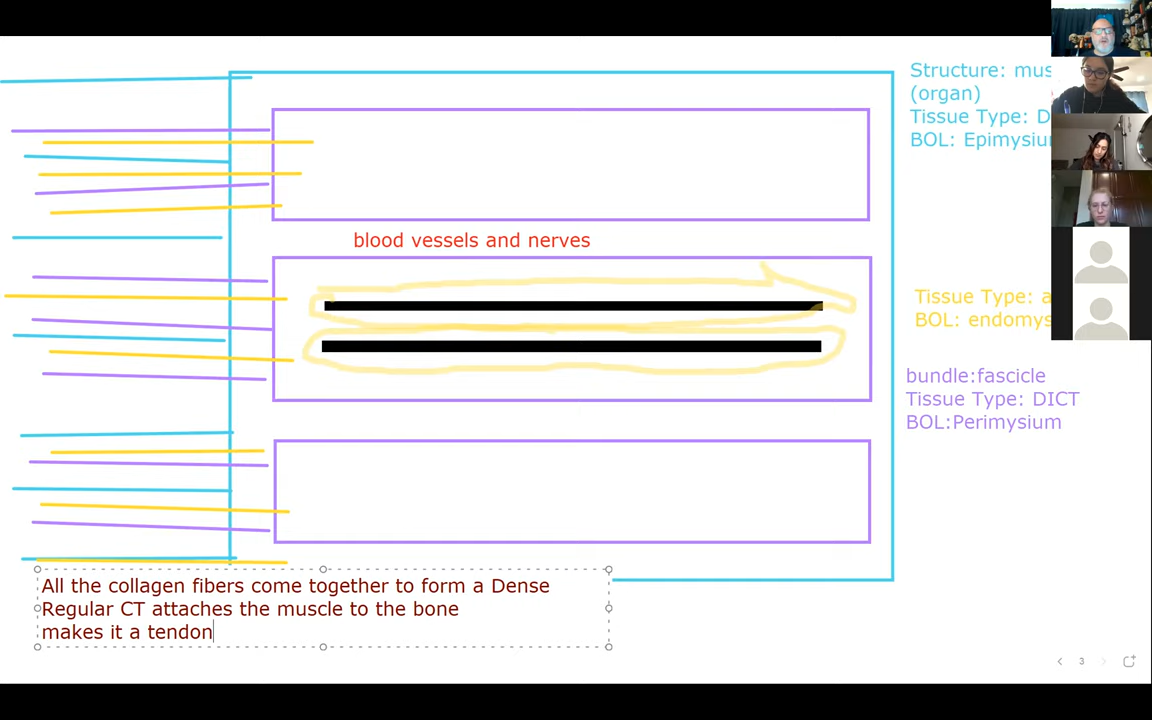 Structure: mus
(organ)
Tissue Type: D
BOL: Epimysiu
blood vessels and nerves
Tissue Type: a
BOL: endomys
bundle:fascicle
Tissue Type: DICT
BOL:Perimysium
All the collagen fibers come together to form a Dense
Regular CT attaches the muscle to the bone
makes it a tendon
3